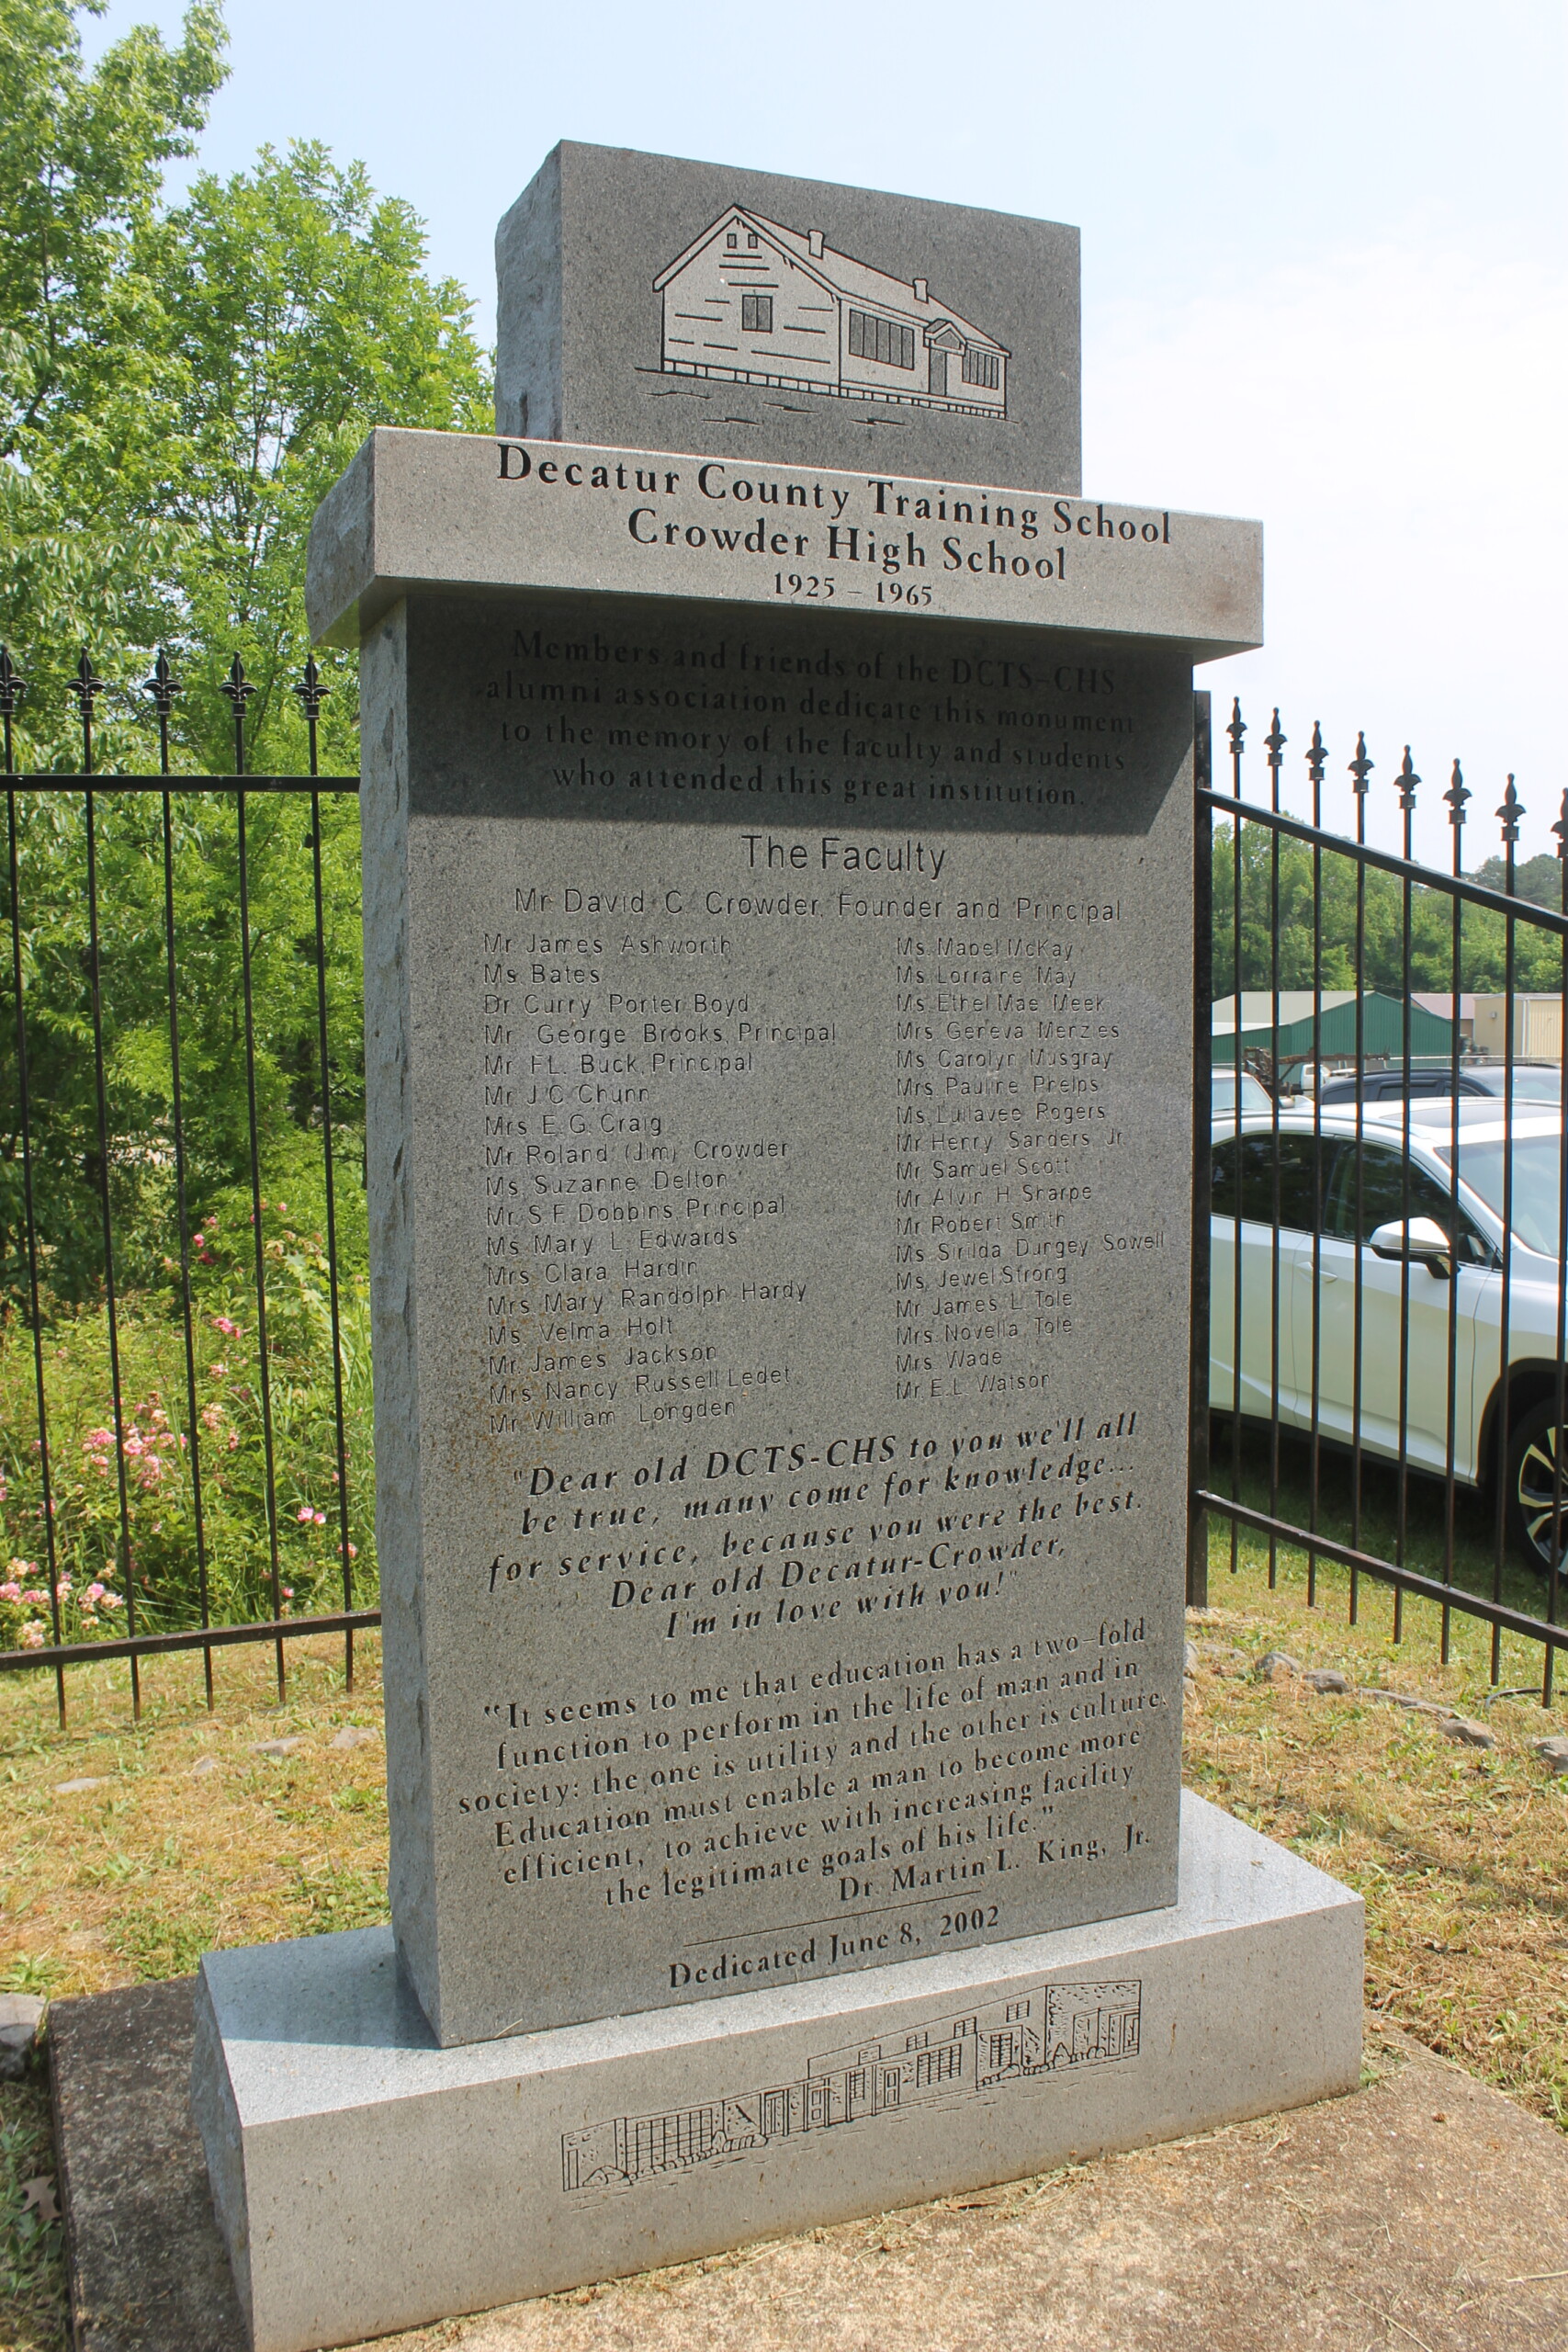 Decatur County Training School
Crowder High School
1925 – 1965
Members and friends of the DCTS–CHS
alumni association dedicate this monument
to the memory of the faculty and students
who attended this great institution.
The Faculty
Mr David C. Crowder, Founder and Principal
Mr. James Ashworth
Ms. Bates
Dr. Curry Porter Boyd
Mr. George Brooks, Principal
Mr. F.L. Buck, Principal
Mr. J.C. Chunn
Mrs. E.G. Craig
Mr. Roland (Jim) Crowder
Ms. Suzanne Delton
Mr. S.F. Dobbins, Principal
Ms. Mary L. Edwards
Mrs. Clara Hardin
Mrs. Mary Randolph Hardy
Ms. Velma Holt
Mr. James Jackson
Mrs. Nancy Russell Ledet
Mr. William Longden
Ms. Mabel McKay
Ms. Lorraine May
Ms. Ethel Mae Meek
Mrs. Geneva Menzies
Ms. Carolyn Musgray
Mrs. Pauline Phelps
Ms. Lullavee Rogers
Mr. Henry Sanders Jr.
Mr. Samuel Scott
Mr. Alvin H. Sharpe
Mr. Robert Smith
Ms. Sirilda Durgey Sowell
Ms. Jewel Strong
Mr. James L. Tole
Mrs. Novella Tole
Mrs. Wade
Mr. E.L. Watson
"Dear old DCTS-CHS to you we'll all
be true, many come for knowledge...
for service, because you were the best.
Dear old Decatur-Crowder,
I'm in love with you!"
"It seems to me that education has a two–fold
function to perform in the life of man and in
society: the one is utility and the other is culture.
Education must enable a man to become more
efficient, to achieve with increasing facility
the legitimate goals of his life."
Dr. Martin L. King, Jr.
Dedicated June 8, 2002